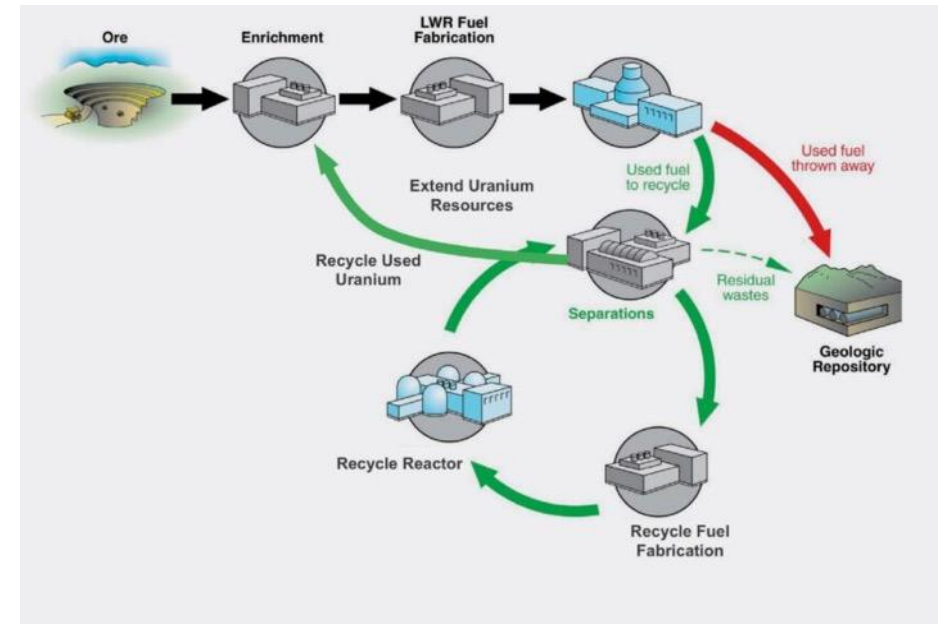 Ore
Enrichment
LWR Fuel
Fabrication
Used fuel
thrown away
Used fuel
to recycle
Extend Uranium
Resources
Recycle Used
Uranium
Residual
wastes
Separations
Geologic
Repository
Recycle Reactor
Recycle Fuel
Fabrication